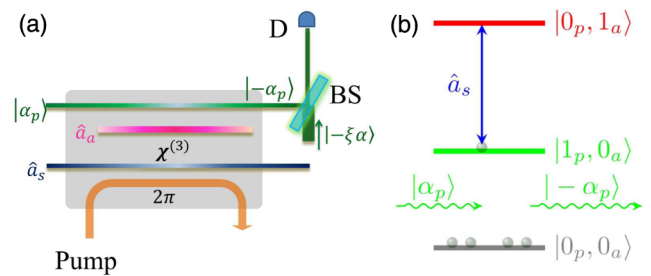 (a)
D
|−α_p⟩
BS
|α_p⟩
â_a
|−ξα⟩
χ^(3)
â_s
2π
Pump
(b)
|0_p, 1_a⟩
â_s
|1_p, 0_a⟩
|α_p⟩
|−α_p⟩
|0_p, 0_a⟩